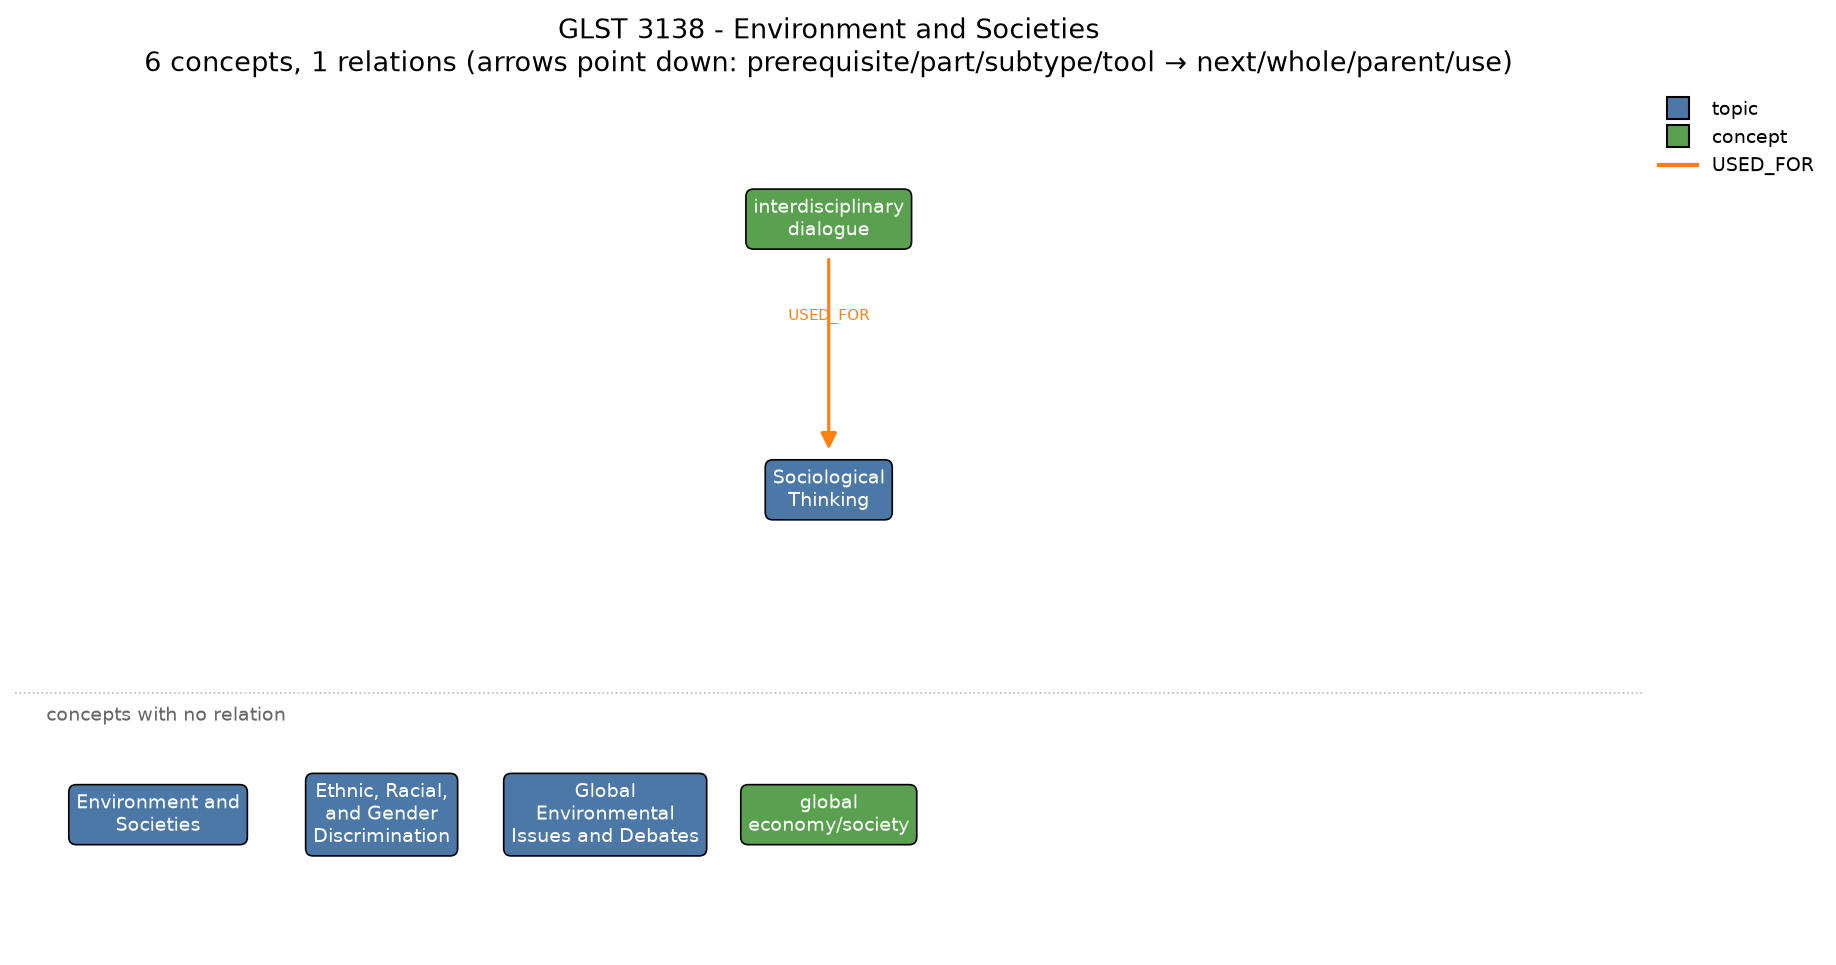 GLST 3138 - Environment and Societies
6 concepts, 1 relations (arrows point down: prerequisite/part/subtype/tool → next/whole/parent/use)
topic
concept
USED_FOR
interdisciplinary
dialogue
USED_FOR
Sociological
Thinking
concepts with no relation
Environment and
Societies
Ethnic, Racial,
and Gender
Discrimination
Global
Environmental
Issues and Debates
global
economy/society